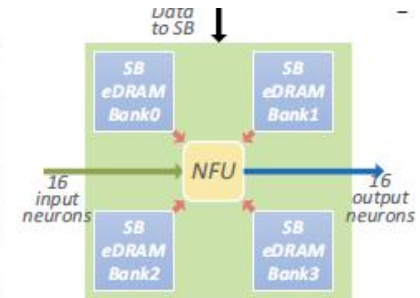 Data
to SB
SB
eDRAM
Bank0
SB
eDRAM
Bank1
NFU
16
input
neurons
16
output
neurons
SB
eDRAM
Bank2
SB
eDRAM
Bank3